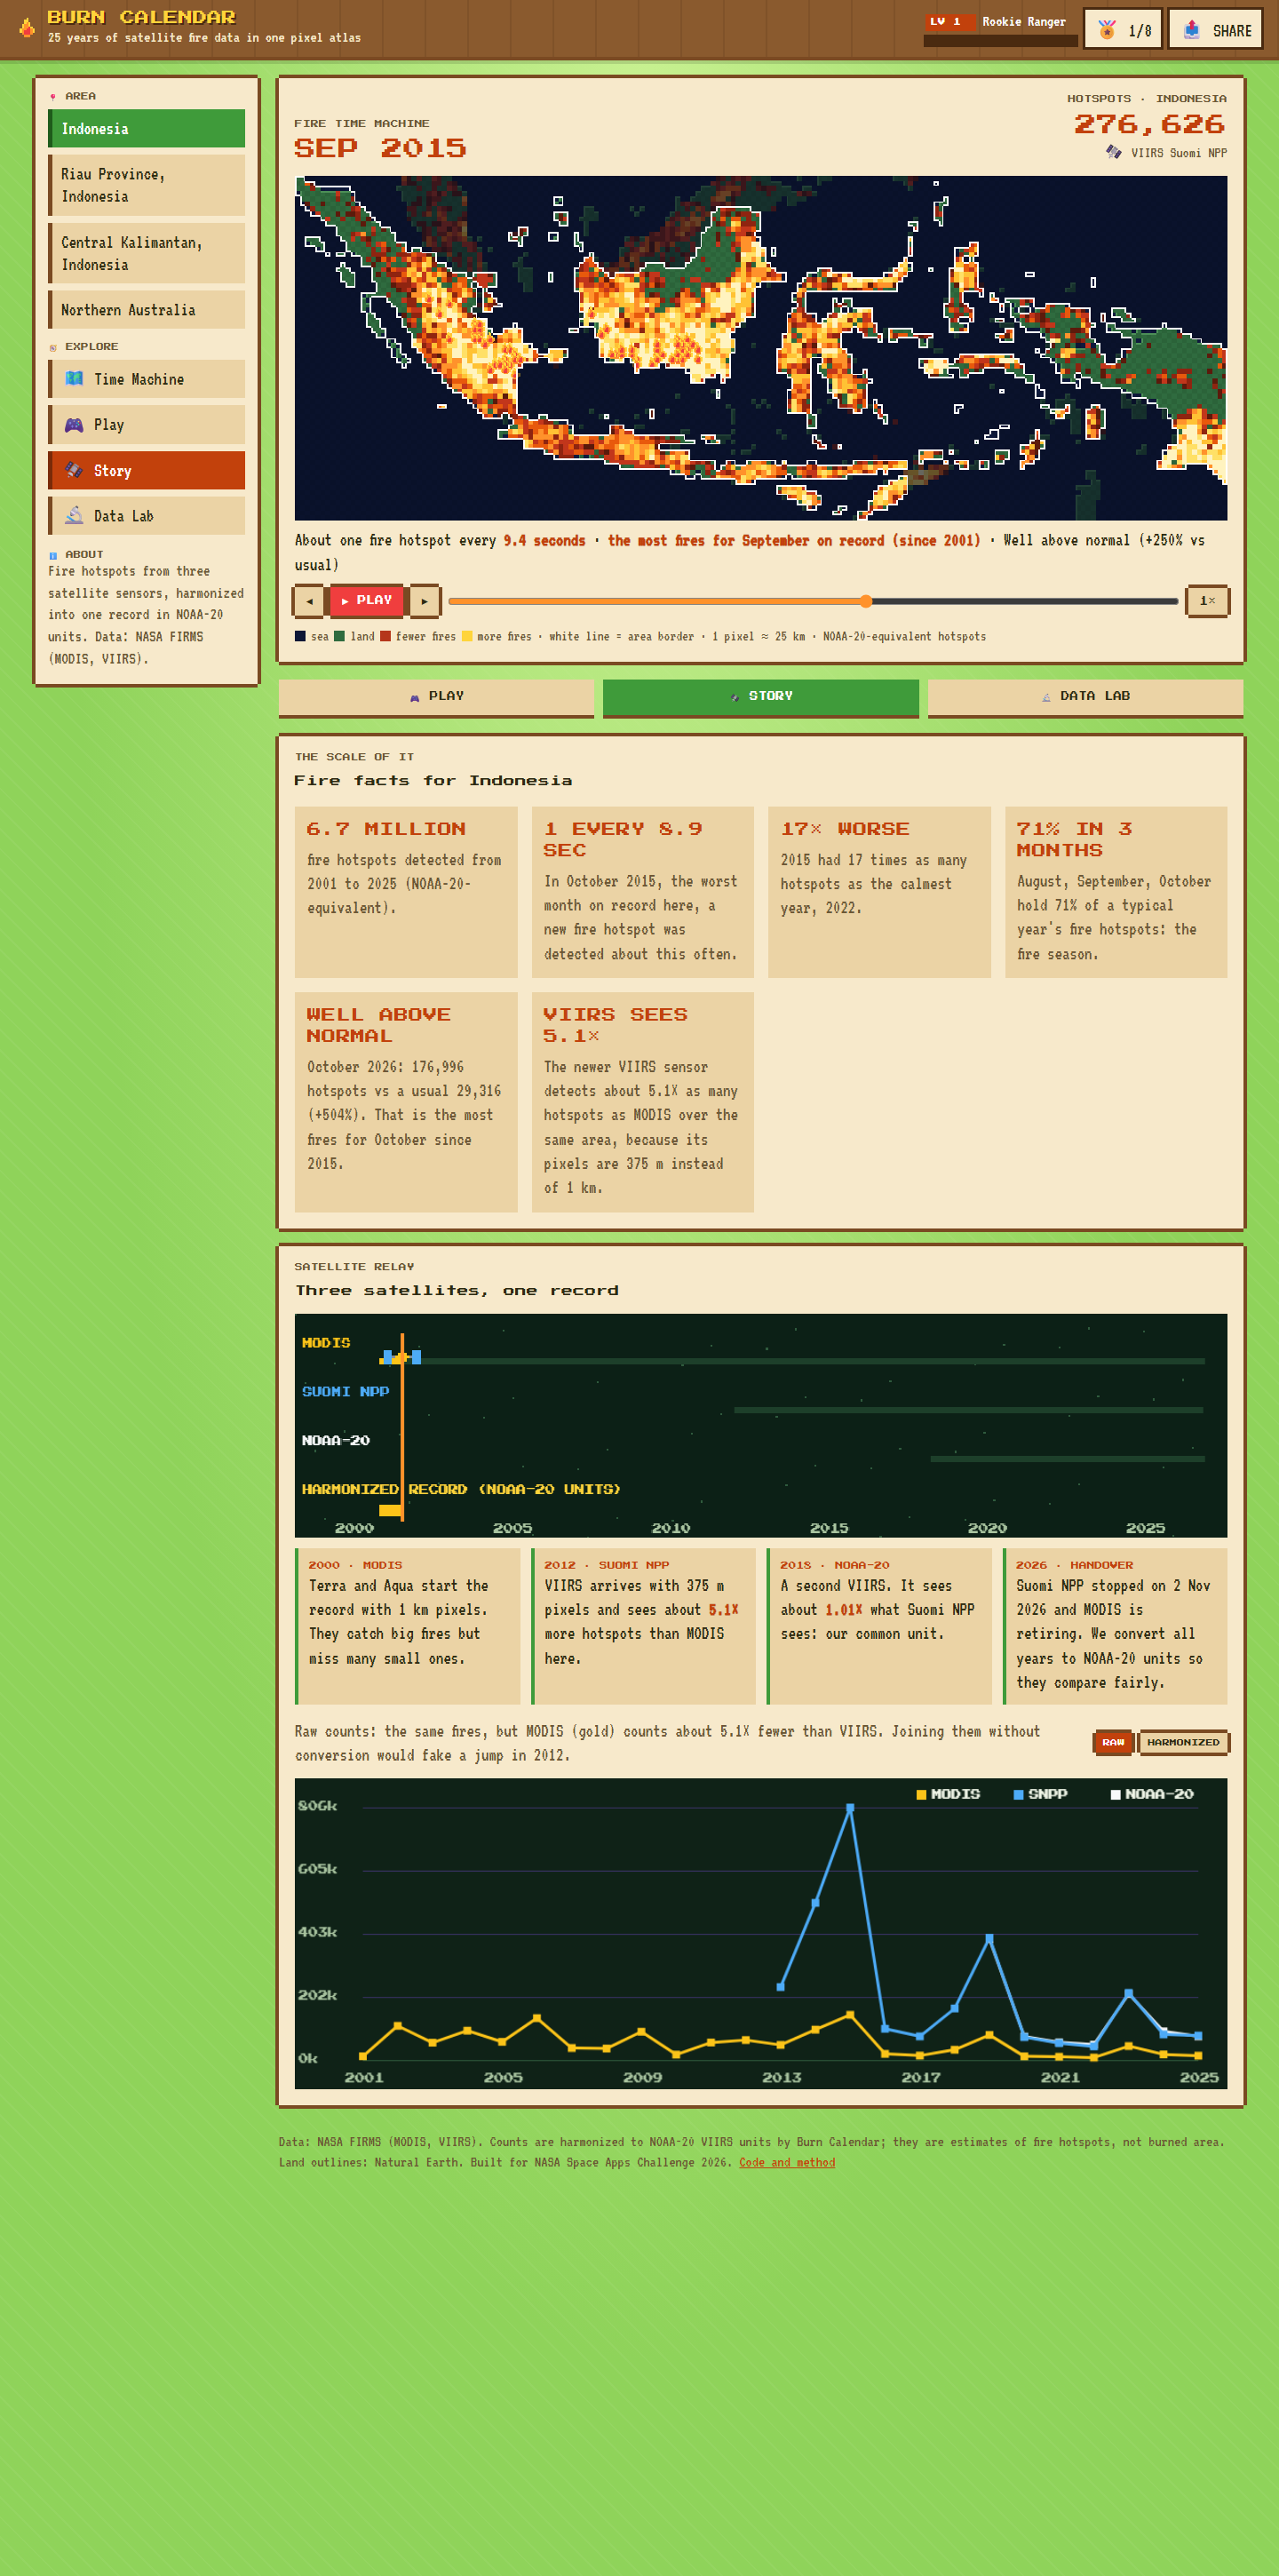 BURN CALENDAR
25 years of satellite fire data in one pixel atlas
LV 1
Rookie Ranger
1/8
SHARE
AREA
Indonesia
Riau Province,
Indonesia
Central Kalimantan,
Indonesia
Northern Australia
EXPLORE
Time Machine
Play
Story
Data Lab
ABOUT
Fire hotspots from three
satellite sensors, harmonized
into one record in NOAA-20
units. Data: NASA FIRMS
(MODIS, VIIRS).
FIRE TIME MACHINE
SEP 2015
HOTSPOTS · INDONESIA
276,626
VIIRS Suomi NPP
About one fire hotspot every 9.4 seconds · the most fires for September on record (since 2001) · Well above normal (+250% vs
usual)
◀
▶ PLAY
▶
1×
sea land fewer fires more fires · white line = area border · 1 pixel ≈ 25 km · NOAA-20-equivalent hotspots
PLAY
STORY
DATA LAB
THE SCALE OF IT
Fire facts for Indonesia
6.7 MILLION
fire hotspots detected from
2001 to 2025 (NOAA-20-
equivalent).
1 EVERY 8.9
SEC
In October 2015, the worst
month on record here, a
new fire hotspot was
detected about this often.
17× WORSE
2015 had 17 times as many
hotspots as the calmest
year, 2022.
71% IN 3
MONTHS
August, September, October
hold 71% of a typical
year's fire hotspots: the
fire season.
WELL ABOVE
NORMAL
October 2026: 176,996
hotspots vs a usual 29,316
(+504%). That is the most
fires for October since
2015.
VIIRS SEES
5.1×
The newer VIIRS sensor
detects about 5.1X as many
hotspots as MODIS over the
same area, because its
pixels are 375 m instead
of 1 km.
SATELLITE RELAY
Three satellites, one record
MODIS
SUOMI NPP
NOAA-20
HARMONIZED RECORD (NOAA-20 UNITS)
2000 2005 2010 2015 2020 2025
2000 · MODIS
Terra and Aqua start the
record with 1 km pixels.
They catch big fires but
miss many small ones.
2012 · SUOMI NPP
VIIRS arrives with 375 m
pixels and sees about 5.1X
more hotspots than MODIS
here.
2018 · NOAA-20
A second VIIRS. It sees
about 1.01X what Suomi NPP
sees: our common unit.
2026 · HANDOVER
Suomi NPP stopped on 2 Nov
2026 and MODIS is
retiring. We convert all
years to NOAA-20 units so
they compare fairly.
Raw counts: the same fires, but MODIS (gold) counts about 5.1X fewer than VIIRS. Joining them without
conversion would fake a jump in 2012.
RAW
HARMONIZED
MODIS SNPP NOAA-20
806k
605k
403k
202k
0k
2001 2005 2009 2013 2017 2021 2025
Data: NASA FIRMS (MODIS, VIIRS). Counts are harmonized to NOAA-20 VIIRS units by Burn Calendar; they are estimates of fire hotspots, not burned area.
Land outlines: Natural Earth. Built for NASA Space Apps Challenge 2026. Code and method